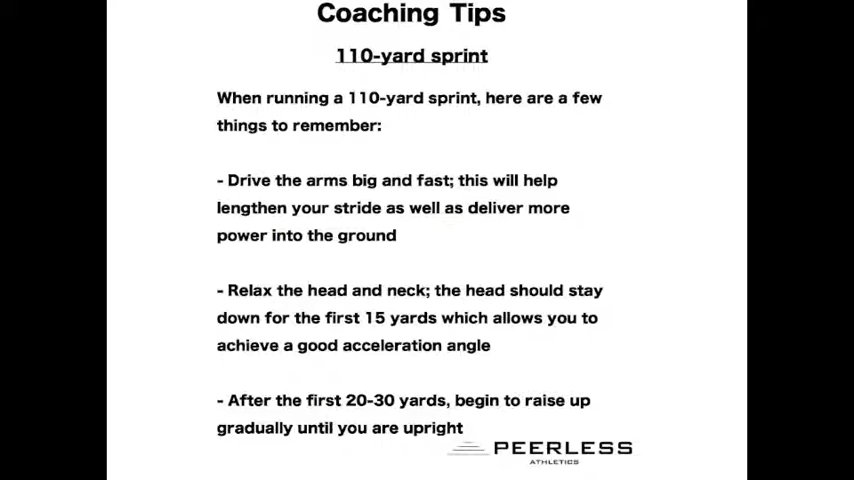 Coaching Tips
110-yard sprint
When running a 110-yard sprint, here are a few
things to remember:
- Drive the arms big and fast; this will help
lengthen your stride as well as deliver more
power into the ground
- Relax the head and neck; the head should stay
down for the first 15 yards which allows you to
achieve a good acceleration angle
- After the first 20-30 yards, begin to raise up
gradually until you are upright
PEERLESS
ATHLETICS